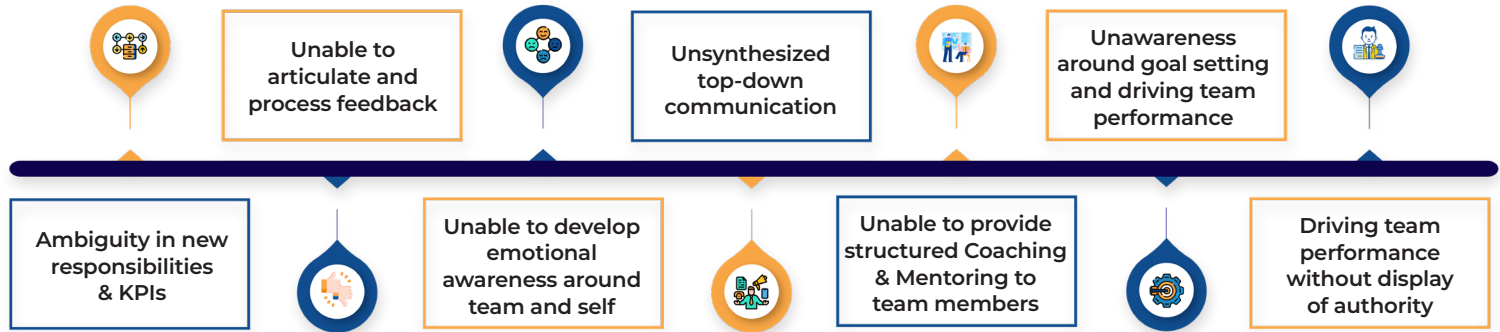 Unable to
articulate and
process feedback
Unsynthesized
top-down
communication
Unawareness
around goal setting
and driving team
performance
Ambiguity in new
responsibilities
& KPIs
Unable to develop
emotional
awareness around
team and self
Unable to provide
structured Coaching
& Mentoring to
team members
Driving team
performance
without display
of authority